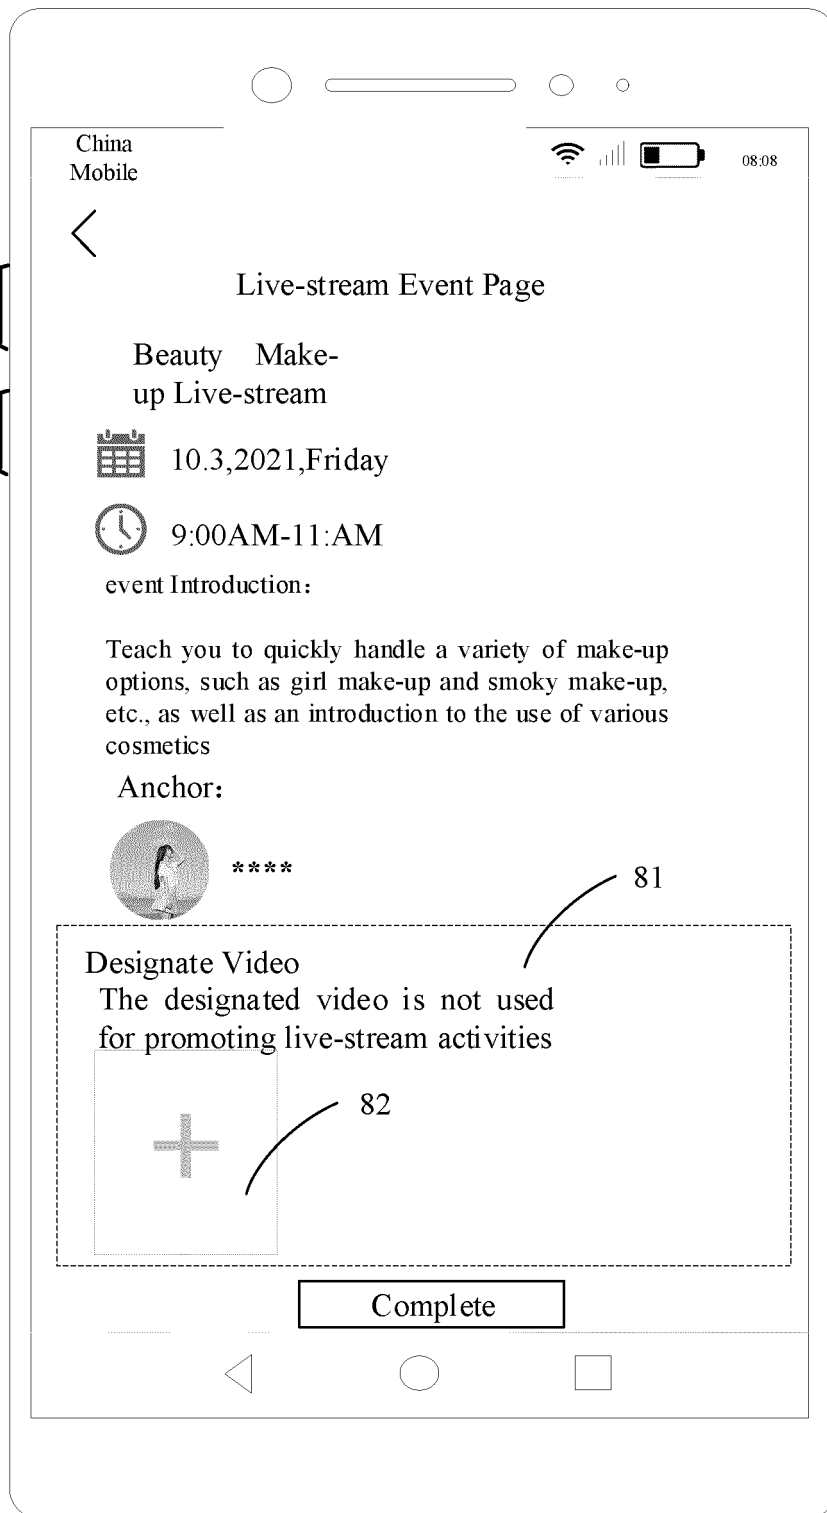 China
Mobile
08:08
Live-stream Event Page
Beauty Make-
up Live-stream
10.3,2021,Friday
9:00AM-11:AM
event Introduction：
Teach you to quickly handle a variety of make-up
options, such as girl make-up and smoky make-up,
etc., as well as an introduction to the use of various
cosmetics
Anchor：
****
81
Designate Video
The designated video is not used
for promoting live-stream activities
82
Complete